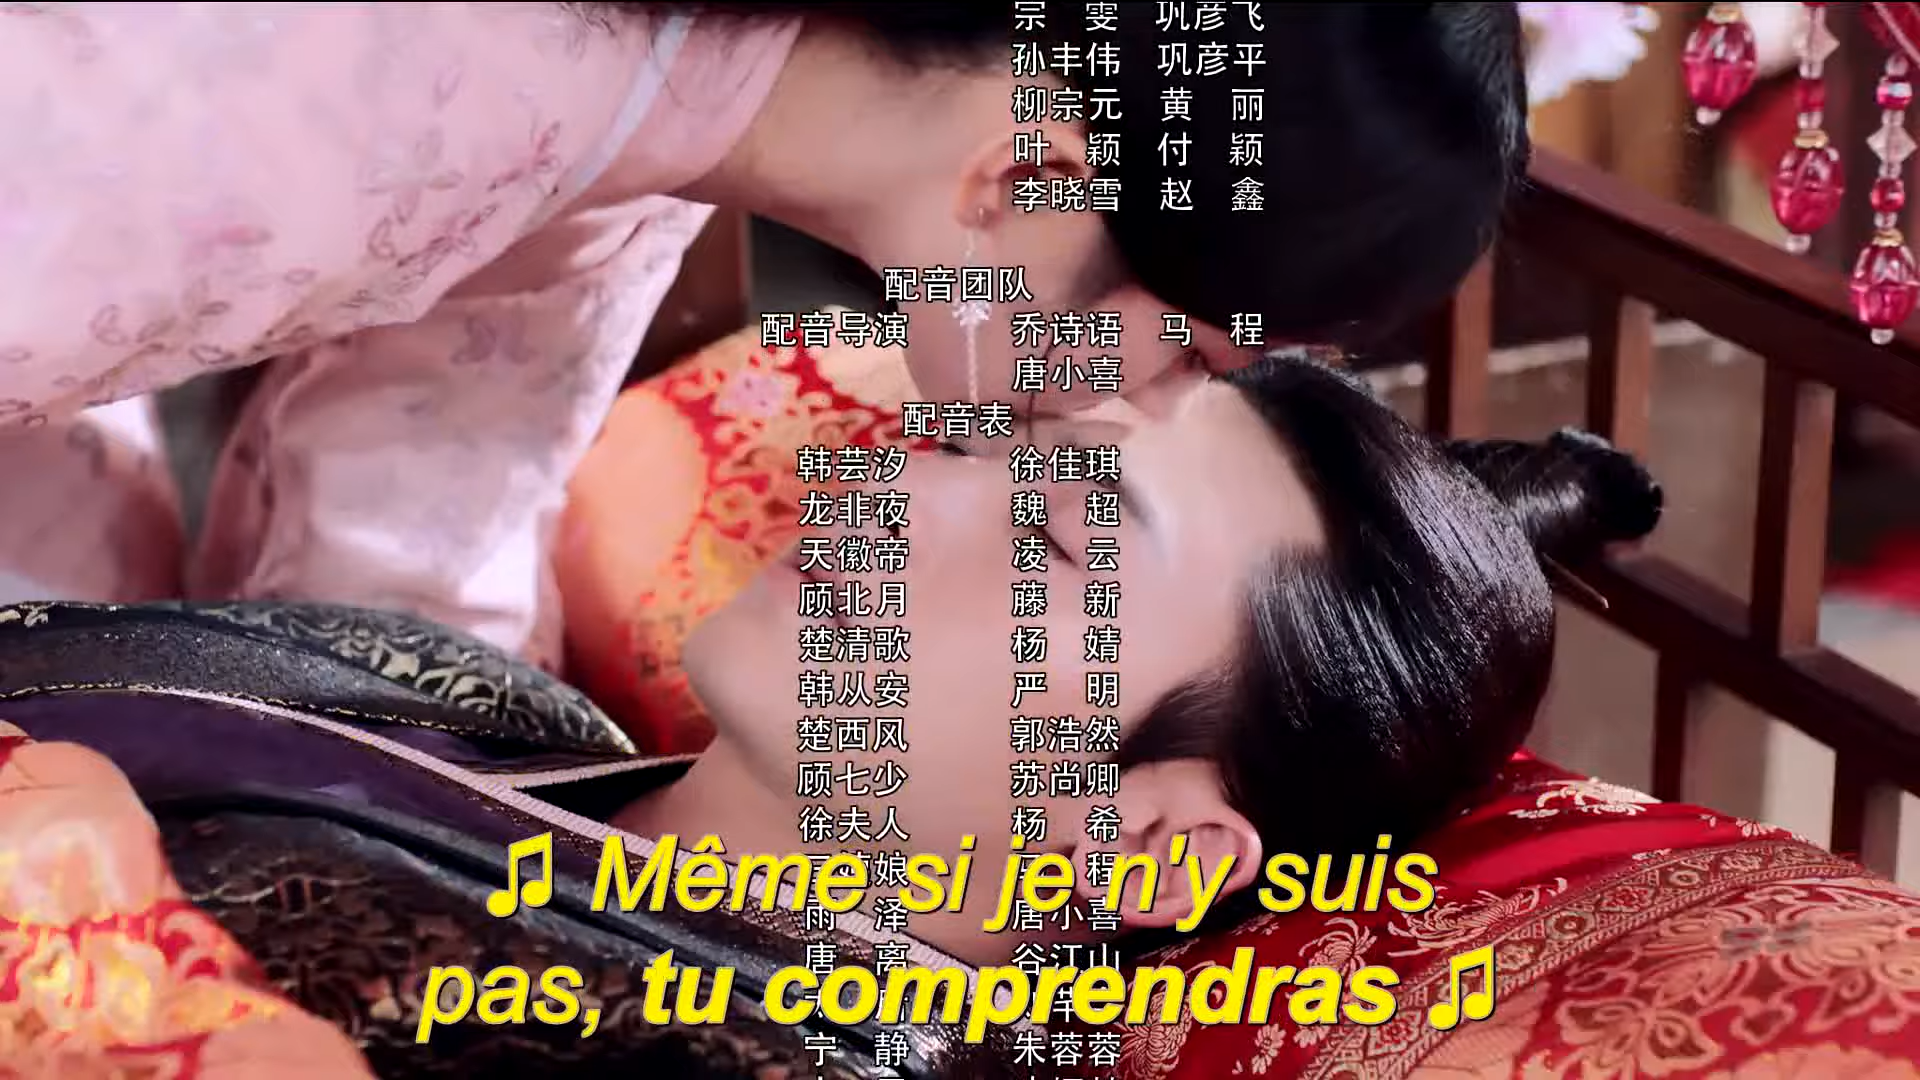 宗 雯 巩彦飞
孙丰伟 巩彦平
柳宗元 黄 丽
叶 颖 付 颖
李晓雪 赵 鑫
配音团队
配音导演 乔诗语 马 程
唐小喜
配音表
韩芸汐 徐佳琪
龙非夜 魏 超
天徽帝 凌 云
顾北月 藤 新
楚清歌 杨 婧
韩从安 严 明
楚西风 郭浩然
顾七少 苏尚卿
徐夫人 杨 希
娘 程
雨 泽 唐小喜
唐 离 谷江山
宁 静 朱蓉蓉
♫ Même si je n'y suis
pas, tu comprendras ♫